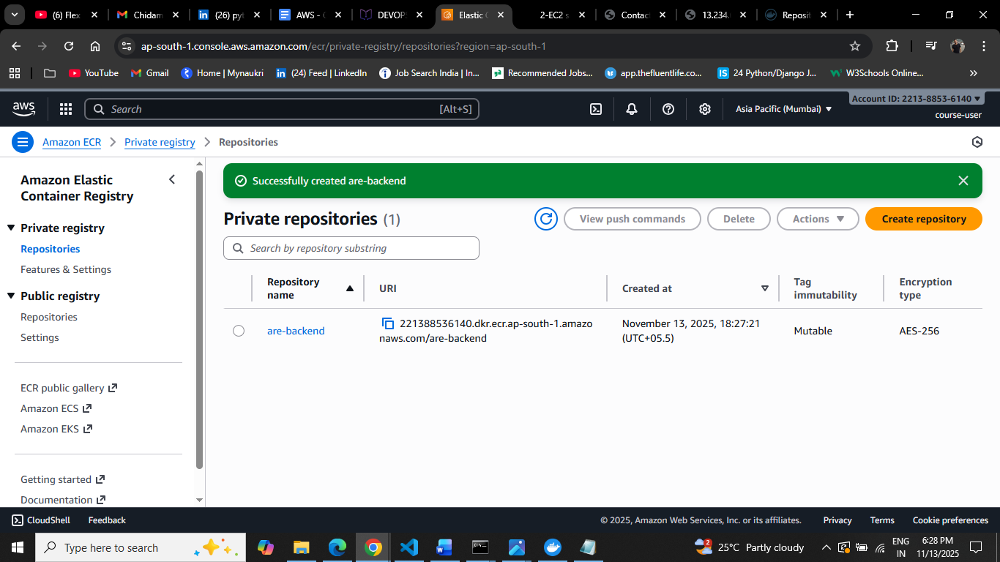 (6) Flex
Chidam
(26) pyt
AWS - C
DEVOPS
Elastic C
2-EC2 s
Contac
13.234.
Reposit
ap-south-1.console.aws.amazon.com/ecr/private-registry/repositories?region=ap-south-1
YouTube
Gmail
Home | Mynaukri
(24) Feed | LinkedIn
Job Search India | In...
Recommended Jobs...
app.thefluentlife.co...
24 Python/Django J...
W3Schools Online...
aws
Search
[Alt+S]
Asia Pacific (Mumbai)
Account ID: 2213-8853-6140
course-user
Amazon ECR
Private registry
Repositories
Amazon Elastic
Container Registry
Private registry
Repositories
Features & Settings
Public registry
Repositories
Settings
ECR public gallery
Amazon ECS
Amazon EKS
Getting started
Documentation
Successfully created are-backend
Private repositories (1)
View push commands
Delete
Actions
Create repository
Search by repository substring
Repository
name
URI
Created at
Tag
immutability
Encryption
type
are-backend
221388536140.dkr.ecr.ap-south-1.amazo
naws.com/are-backend
November 13, 2025, 18:27:21
(UTC+05.5)
Mutable
AES-256
CloudShell
Feedback
© 2025, Amazon Web Services, Inc. or its affiliates.
Privacy
Terms
Cookie preferences
Type here to search
2
25°C Partly cloudy
ENG
IN
6:28 PM
11/13/2025